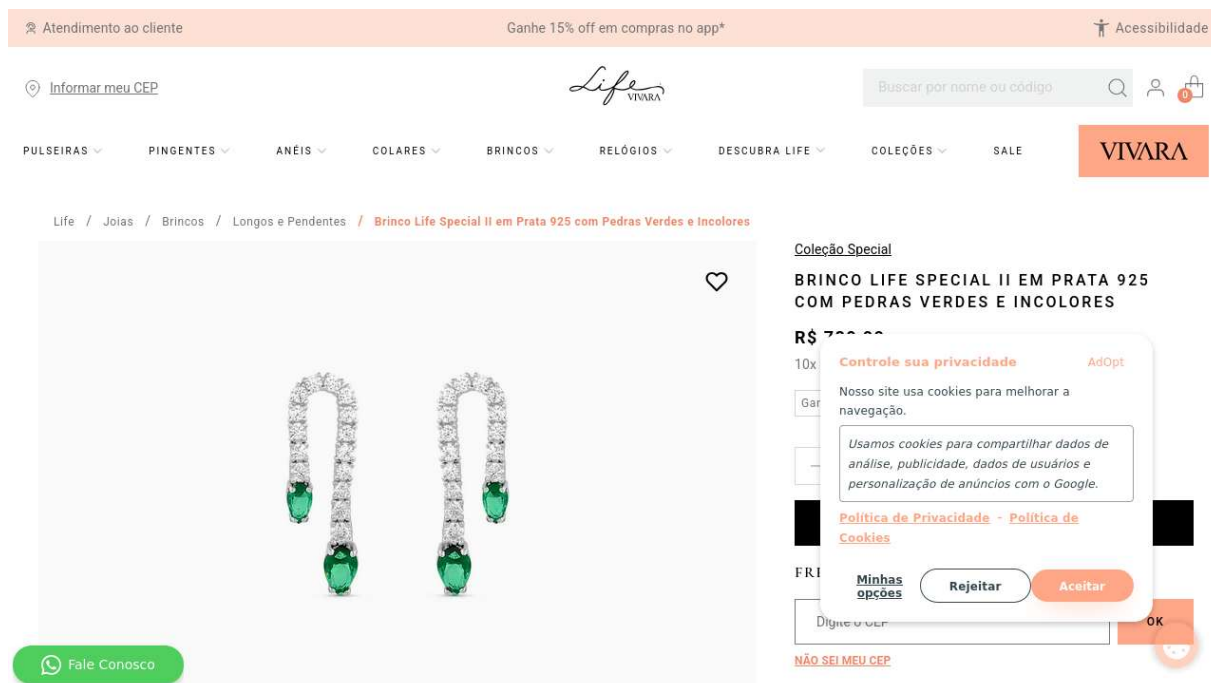 Atendimento ao cliente
Ganhe 15% off em compras no app*
Acessibilidade
Informar meu CEP
Life
VIVARA
Buscar por nome ou código
0
PULSEIRAS
PINGENTES
ANÉIS
COLARES
BRINCOS
RELÓGIOS
DESCUBRA LIFE
COLEÇÕES
SALE
VIVARA
Life / Joias / Brincos / Longos e Pendentes / Brinco Life Special II em Prata 925 com Pedras Verdes e Incolores
Coleção Special
BRINCO LIFE SPECIAL II EM PRATA 925
COM PEDRAS VERDES E INCOLORES
R$
10x
Controle sua privacidade
AdOpt
Nosso site usa cookies para melhorar a
navegação.
Usamos cookies para compartilhar dados de
análise, publicidade, dados de usuários e
personalização de anúncios com o Google.
Política de Privacidade - Política de
Cookies
Minhas
opções
Rejeitar
Aceitar
Digite o CEP
OK
NÃO SEI MEU CEP
Fale Conosco